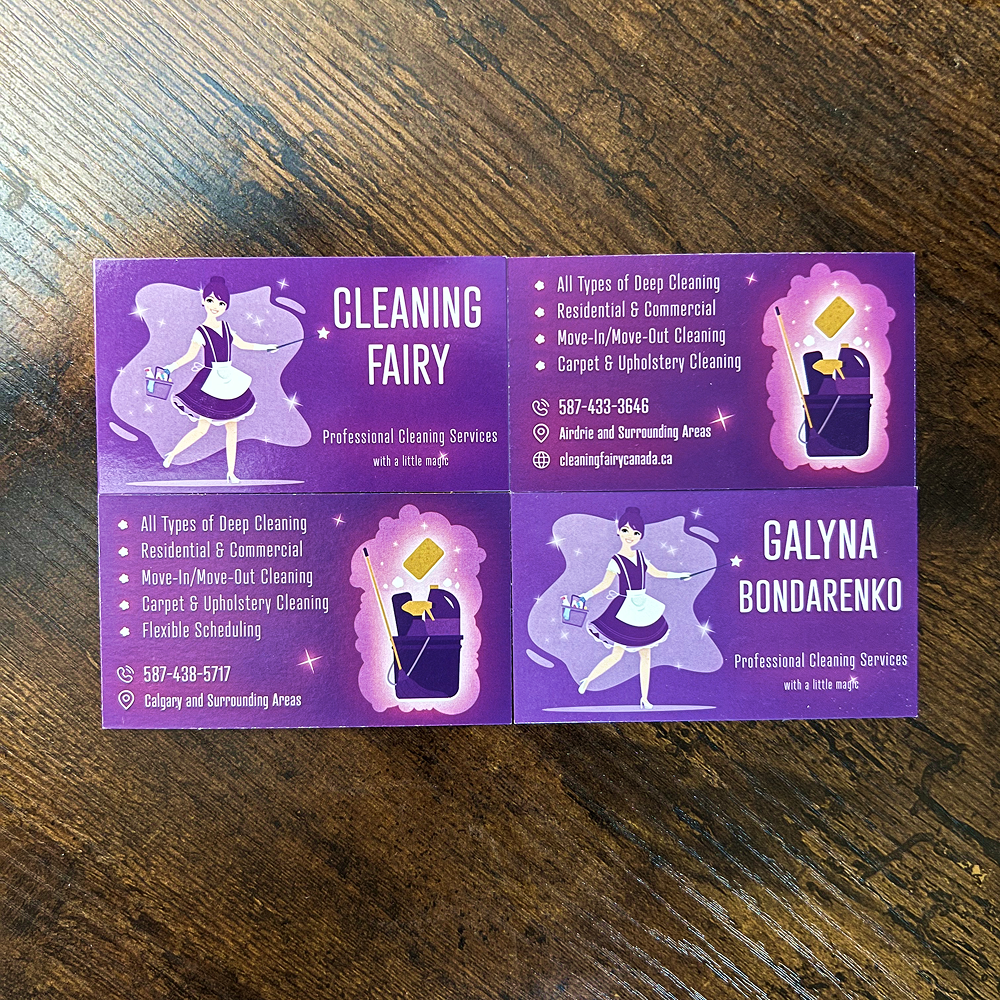 CLEANING
FAIRY
Professional Cleaning Services
with a little magic
All Types of Deep Cleaning
Residential & Commercial
Move-In/Move-Out Cleaning
Carpet & Upholstery Cleaning
587-433-3646
Airdrie and Surrounding Areas
cleaningfairycanada.ca
All Types of Deep Cleaning
Residential & Commercial
Move-In/Move-Out Cleaning
Carpet & Upholstery Cleaning
Flexible Scheduling
587-438-5717
Calgary and Surrounding Areas
GALYNA
BONDARENKO
Professional Cleaning Services
with a little magic